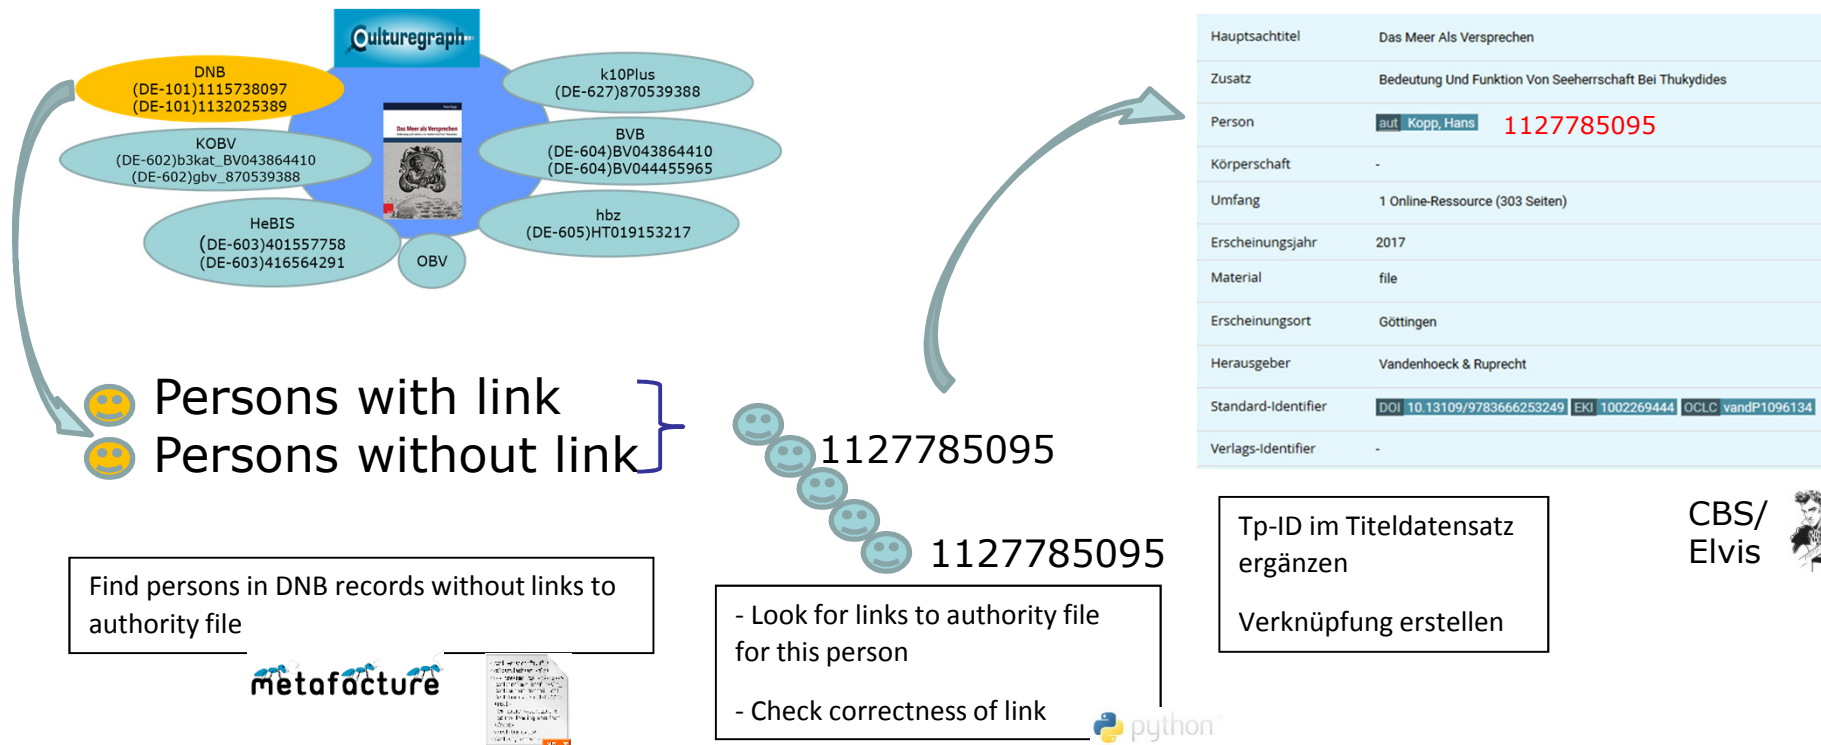 Culturegraph
DNB
(DE-101)1115738097
(DE-101)1132025389
k10Plus
(DE-627)870539388
KOBV
(DE-602)b3kat_BV043864410
(DE-602)gbv_870539388
Das Meer als Versprechen
BVB
(DE-604)BV043864410
(DE-604)BV044455965
HeBIS
(DE-603)401557758
(DE-603)416564291
OBV
hbz
(DE-605)HT019153217
Persons with link
Persons without link
1127785095
1127785095
Find persons in DNB records without links to
authority file
metafacture
- Look for links to authority file
for this person
- Check correctness of link
python
Hauptsachtitel Das Meer Als Versprechen
Zusatz Bedeutung Und Funktion Von Seeherrschaft Bei Thukydides
Person aut Kopp, Hans 1127785095
Körperschaft -
Umfang 1 Online-Ressource (303 Seiten)
Erscheinungsjahr 2017
Material file
Erscheinungsort Göttingen
Herausgeber Vandenhoeck & Ruprecht
Standard-Identifier DOI 10.13109/9783666253249 EKI 1002269444 OCLC vandP1096134
Verlags-Identifier -
Tp-ID im Titeldatensatz
ergänzen
Verknüpfung erstellen
CBS/
Elvis